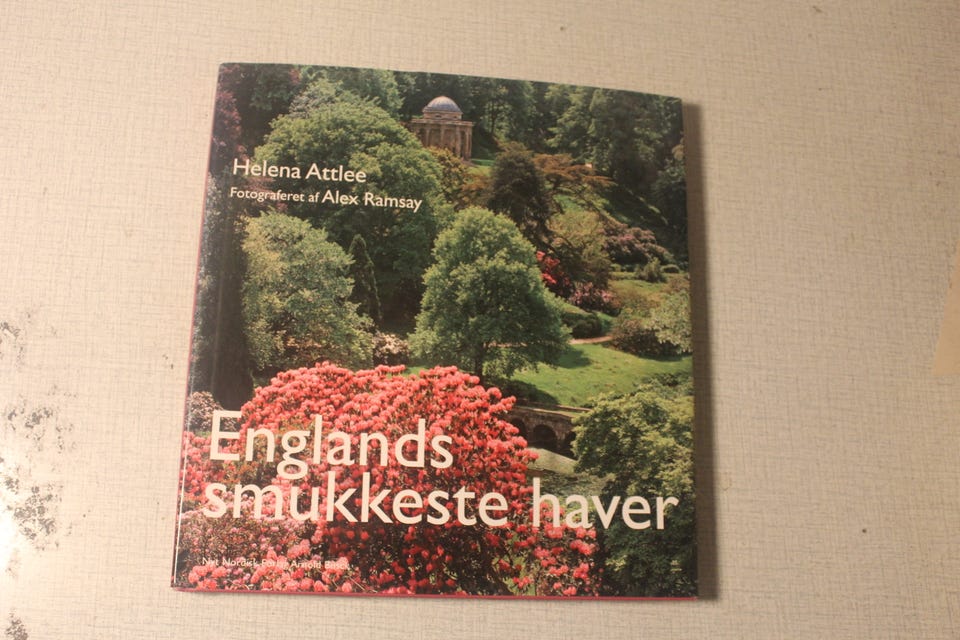 Helena Attlee
Fotograferet af Alex Ramsay
Englands
smukkeste haver
Nyt Nordisk Forlag Arnold Busck